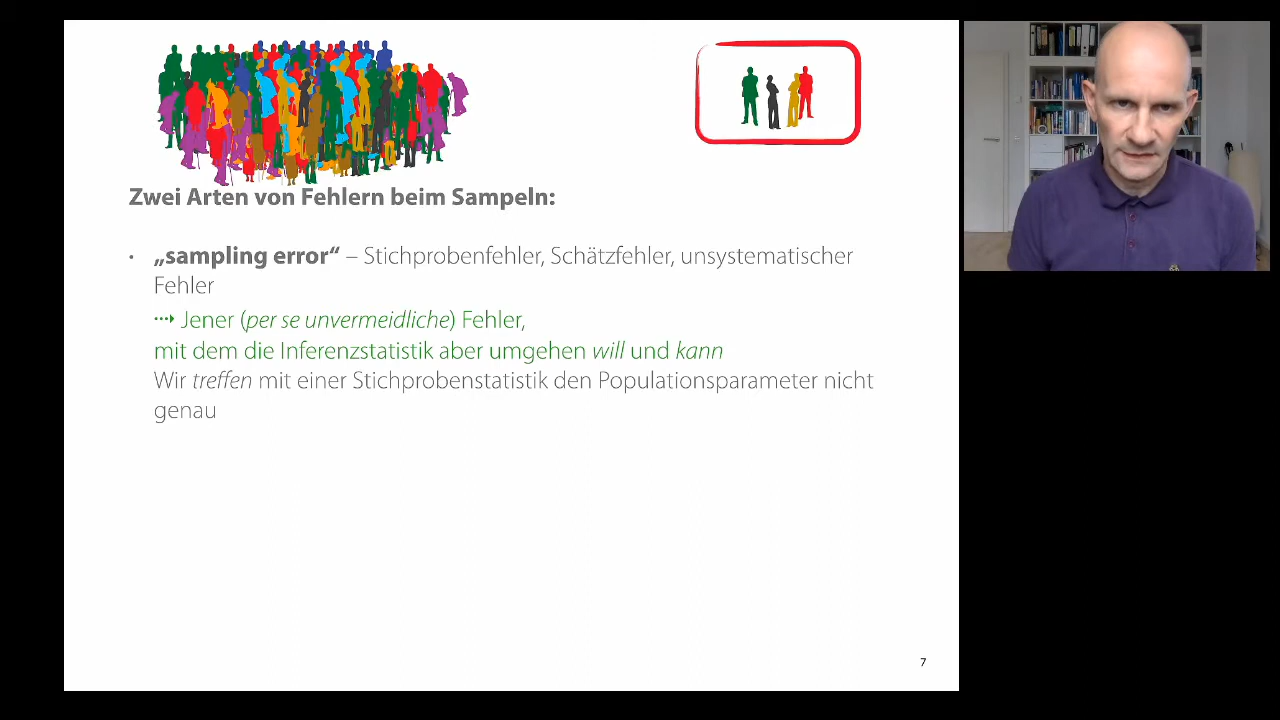 Zwei Arten von Fehlern beim Sampeln:
• „sampling error“ – Stichprobenfehler, Schätzfehler, unsystematischer
Fehler
⤑ Jener (per se unvermeidliche) Fehler,
mit dem die Inferenzstatistik aber umgehen will und kann
Wir treffen mit einer Stichprobenstatistik den Populationsparameter nicht
genau
7